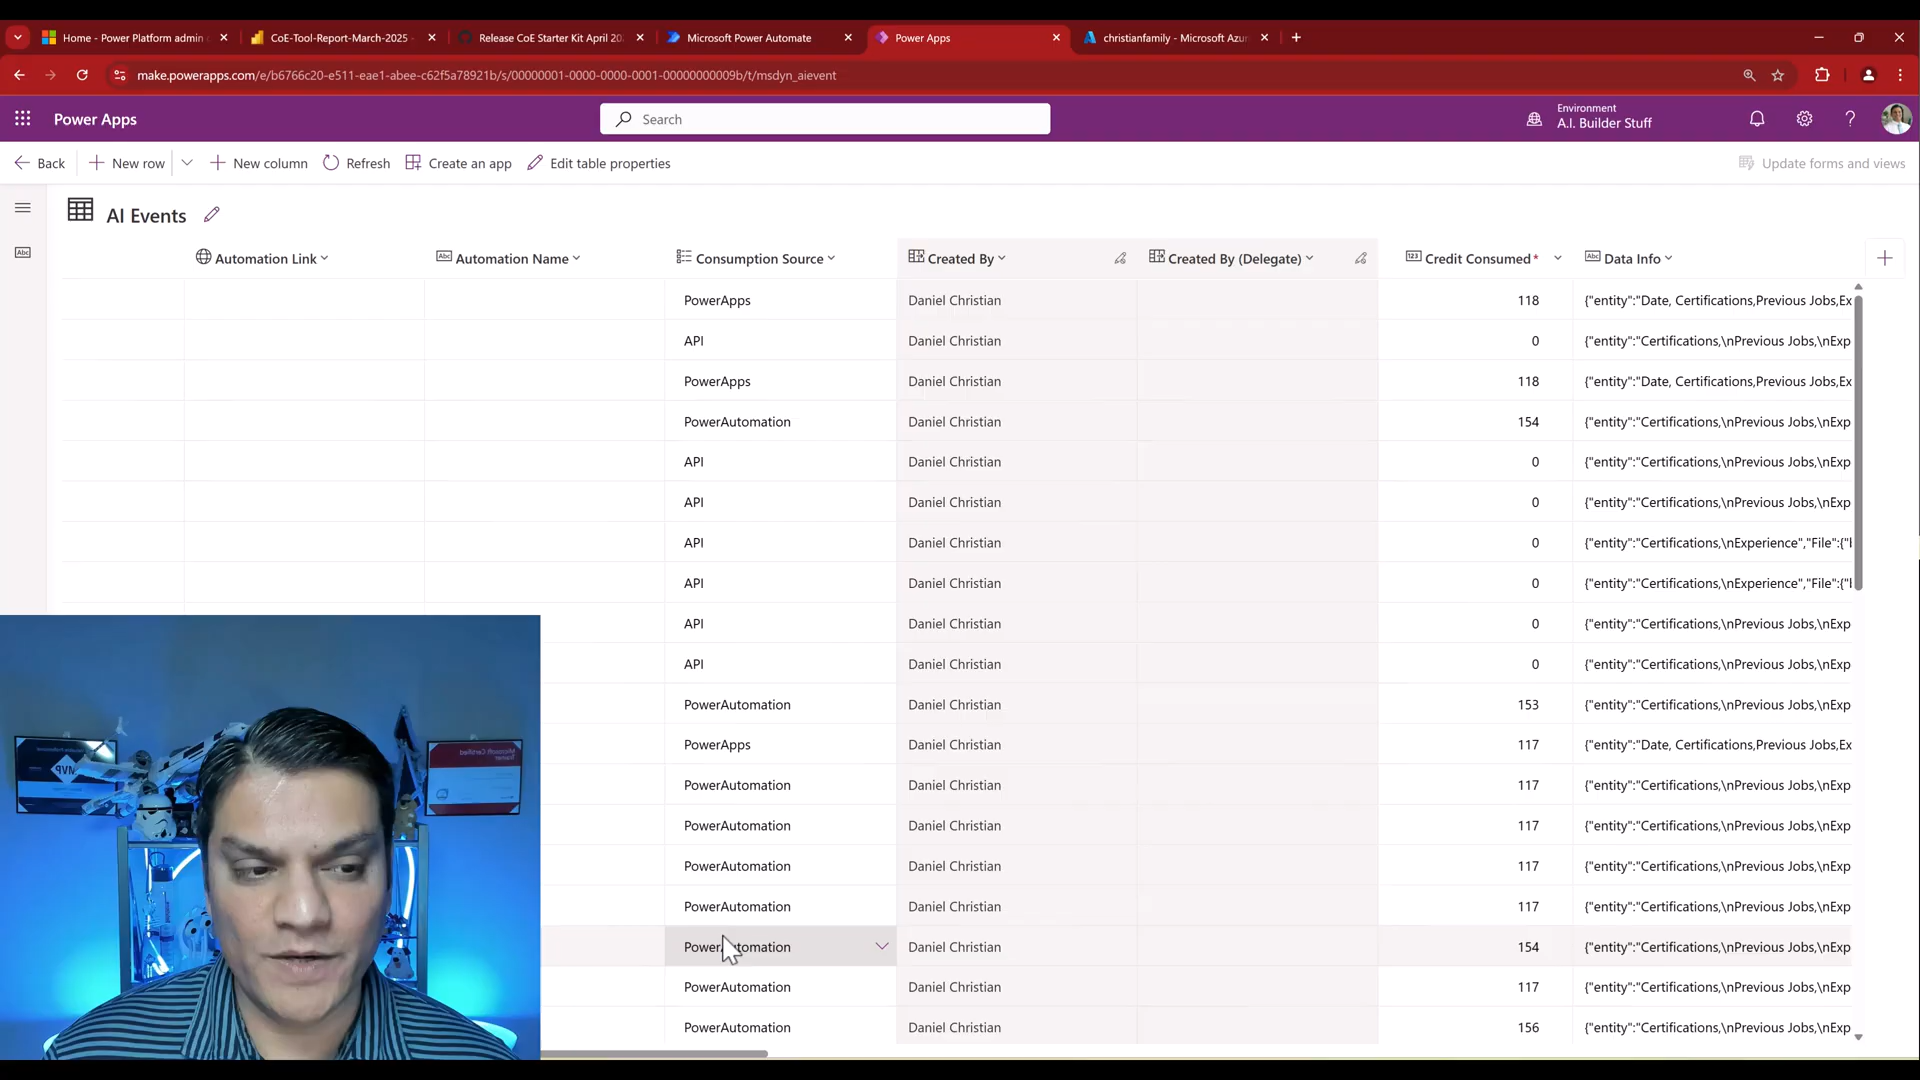 Home - Power Platform admin
CoE-Tool-Report-March-2025 -
Release CoE Starter Kit April 20
Microsoft Power Automate
Power Apps
christianfamily - Microsoft Azu
make.powerapps.com/e/b6766c20-e511-eae1-abee-c62f5a78921b/s/00000001-0000-0000-0001-00000000009b/t/msdyn_aievent
Power Apps
Search
Environment
A.I. Builder Stuff
Back
New row
New column
Refresh
Create an app
Edit table properties
Update forms and views
AI Events
Abc
Automation Link
Abc Automation Name
Consumption Source
Created By
Created By (Delegate)
123 Credit Consumed*
Abc Data Info
PowerApps Daniel Christian 118 {"entity":"Date, Certifications,Previous Jobs,Ex
API Daniel Christian 0 {"entity":"Certifications,\nPrevious Jobs,\nExp
PowerApps Daniel Christian 118 {"entity":"Date, Certifications,Previous Jobs,Ex
PowerAutomation Daniel Christian 154 {"entity":"Certifications,\nPrevious Jobs,\nExp
API Daniel Christian 0 {"entity":"Certifications,\nPrevious Jobs,\nExp
API Daniel Christian 0 {"entity":"Certifications,\nPrevious Jobs,\nExp
API Daniel Christian 0 {"entity":"Certifications,\nExperience","File":{"b
API Daniel Christian 0 {"entity":"Certifications,\nExperience","File":{"b
API Daniel Christian 0 {"entity":"Certifications,\nPrevious Jobs,\nExp
API Daniel Christian 0 {"entity":"Certifications,\nPrevious Jobs,\nExp
PowerAutomation Daniel Christian 153 {"entity":"Certifications,\nPrevious Jobs,\nExp
PowerApps Daniel Christian 117 {"entity":"Date, Certifications,Previous Jobs,Ex
PowerAutomation Daniel Christian 117 {"entity":"Certifications,\nPrevious Jobs,\nExp
PowerAutomation Daniel Christian 117 {"entity":"Certifications,\nPrevious Jobs,\nExp
PowerAutomation Daniel Christian 117 {"entity":"Certifications,\nPrevious Jobs,\nExp
PowerAutomation Daniel Christian 117 {"entity":"Certifications,\nPrevious Jobs,\nExp
PowerAutomation Daniel Christian 154 {"entity":"Certifications,\nPrevious Jobs,\nExp
PowerAutomation Daniel Christian 117 {"entity":"Certifications,\nPrevious Jobs,\nExp
PowerAutomation Daniel Christian 156 {"entity":"Certifications,\nPrevious Jobs,\nExp
MVP
Microsoft Certified
Trainer